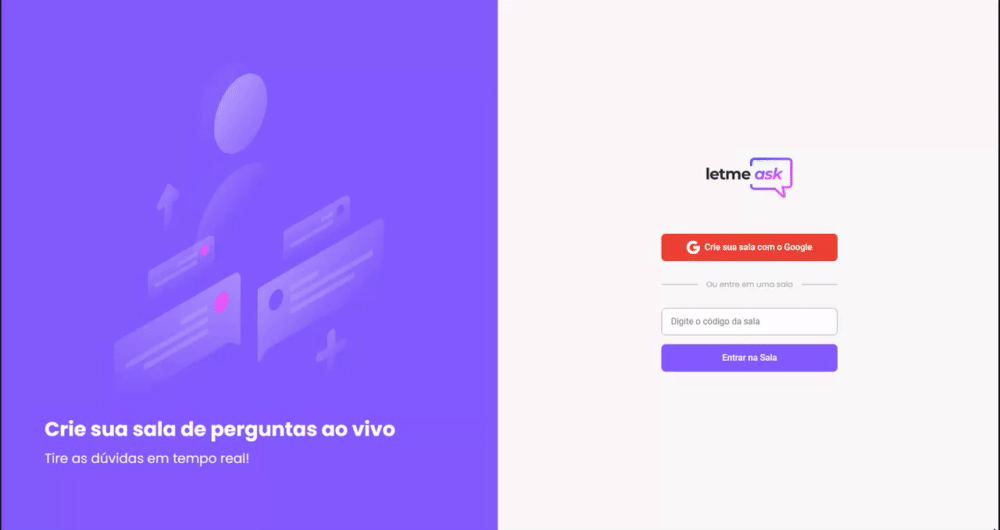 Crie sua sala de perguntas ao vivo
Tire as dúvidas em tempo real!
letme ask
Crie sua sala com o Google
Ou entre em uma sala
Digite o código da sala
Entrar na Sala